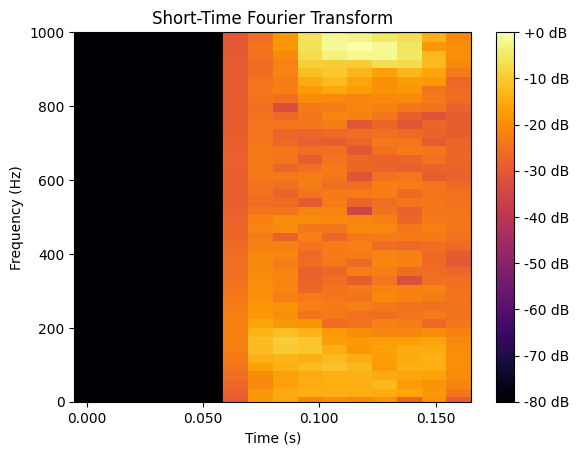 Short-Time Fourier Transform
Frequency (Hz)
1000
800
600
400
200
0
0.000
0.050
0.100
0.150
Time (s)
+0 dB
-10 dB
-20 dB
-30 dB
-40 dB
-50 dB
-60 dB
-70 dB
-80 dB